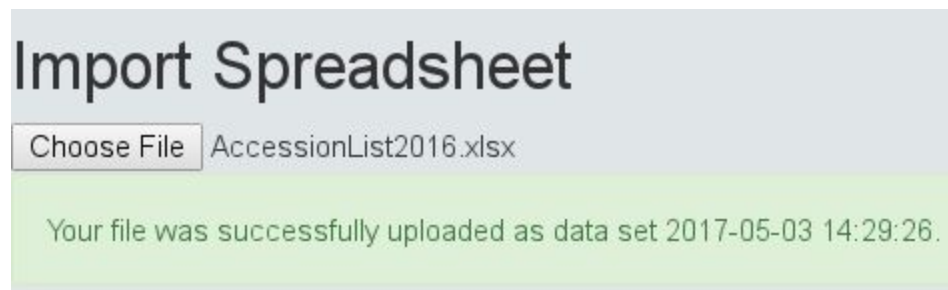 Import Spreadsheet
Choose File AccessionList2016.xlsx
Your file was successfully uploaded as data set 2017-05-03 14:29:26.